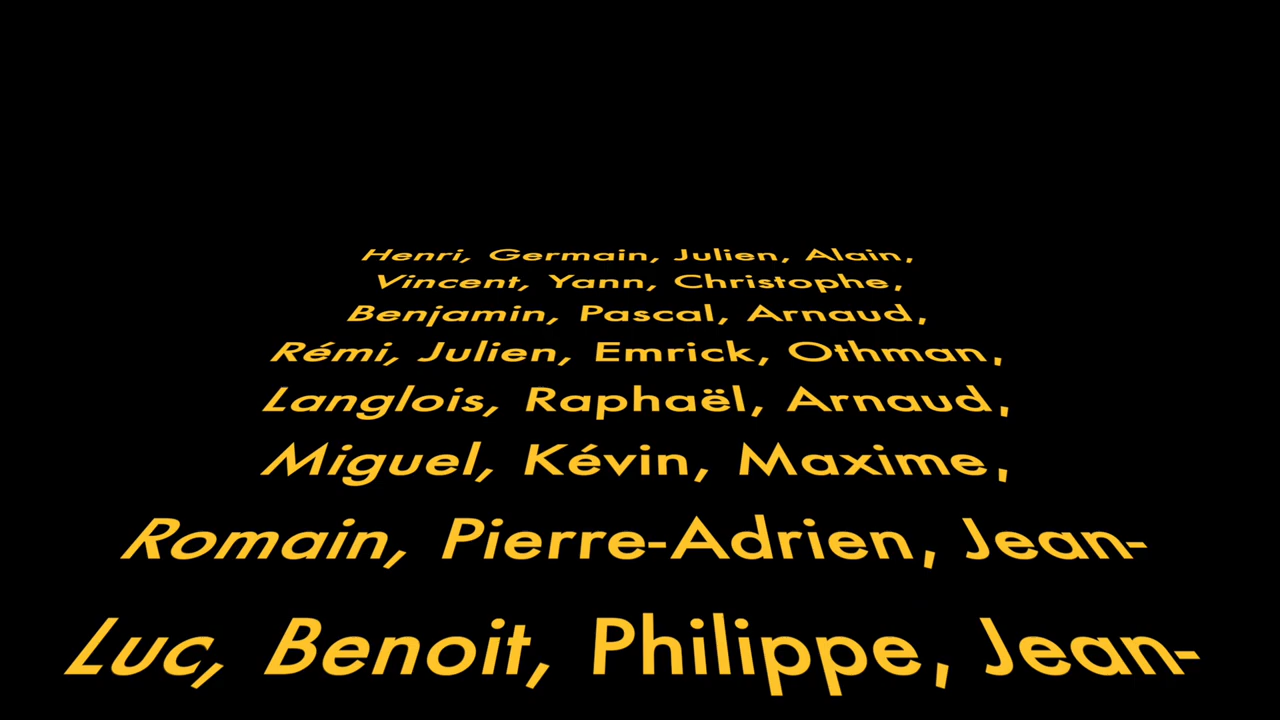 Henri, Germain, Julien, Alain,
Vincent, Yann, Christophe,
Benjamin, Pascal, Arnaud,
Rémi, Julien, Emrick, Othman,
Langlois, Raphaël, Arnaud,
Miguel, Kévin, Maxime,
Romain, Pierre-Adrien, Jean-
Luc, Benoit, Philippe, Jean-